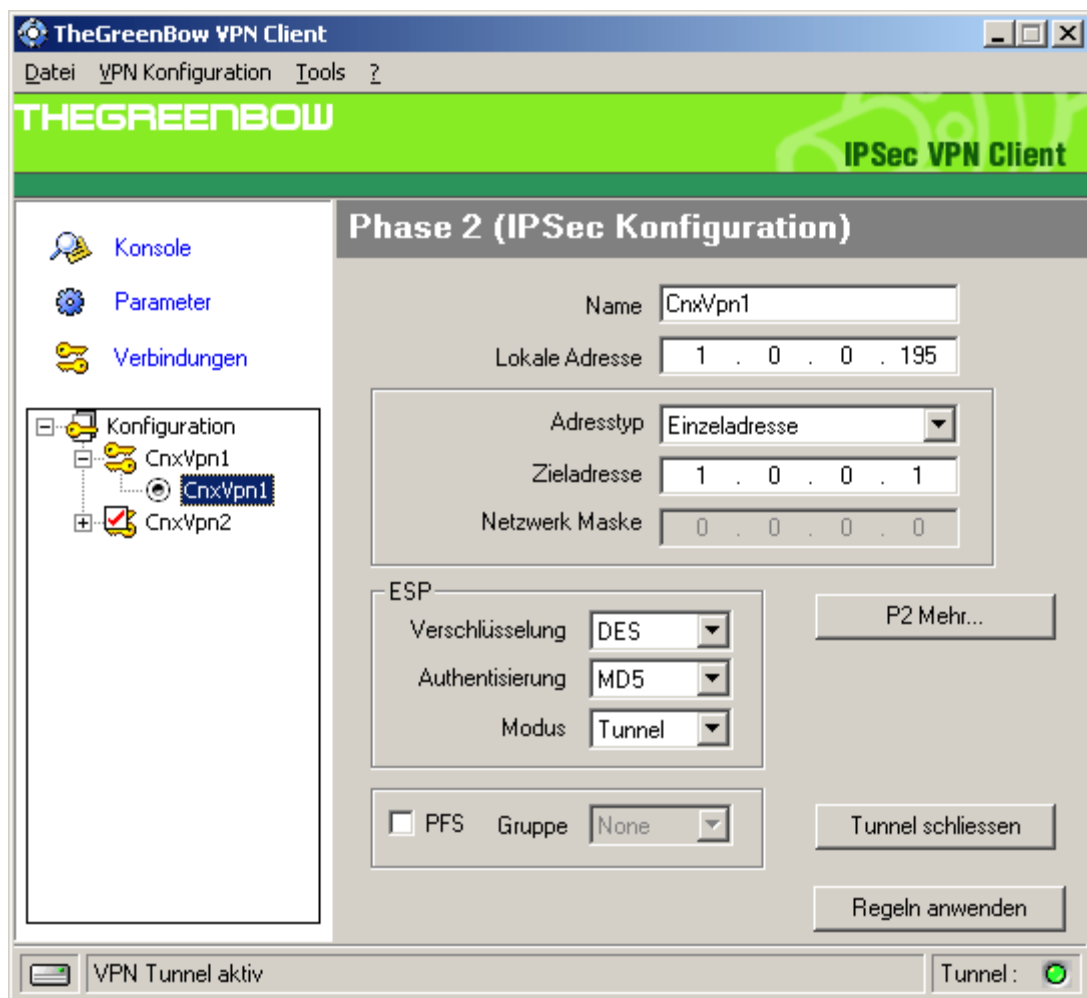 TheGreenBow VPN Client
Datei VPN Konfiguration Tools ?
THEGREENBOW
IPSec VPN Client
Konsole
Parameter
Verbindungen
Konfiguration
CnxVpn1
CnxVpn1
CnxVpn2
Phase 2 (IPSec Konfiguration)
Name CnxVpn1
Lokale Adresse 1 . 0 . 0 . 195
Adresstyp Einzeladresse
Zieladresse 1 . 0 . 0 . 1
Netzwerk Maske 0 . 0 . 0 . 0
ESP
Verschlüsselung DES
Authentisierung MD5
Modus Tunnel
P2 Mehr...
PFS Gruppe None
Tunnel schliessen
Regeln anwenden
VPN Tunnel aktiv Tunnel :